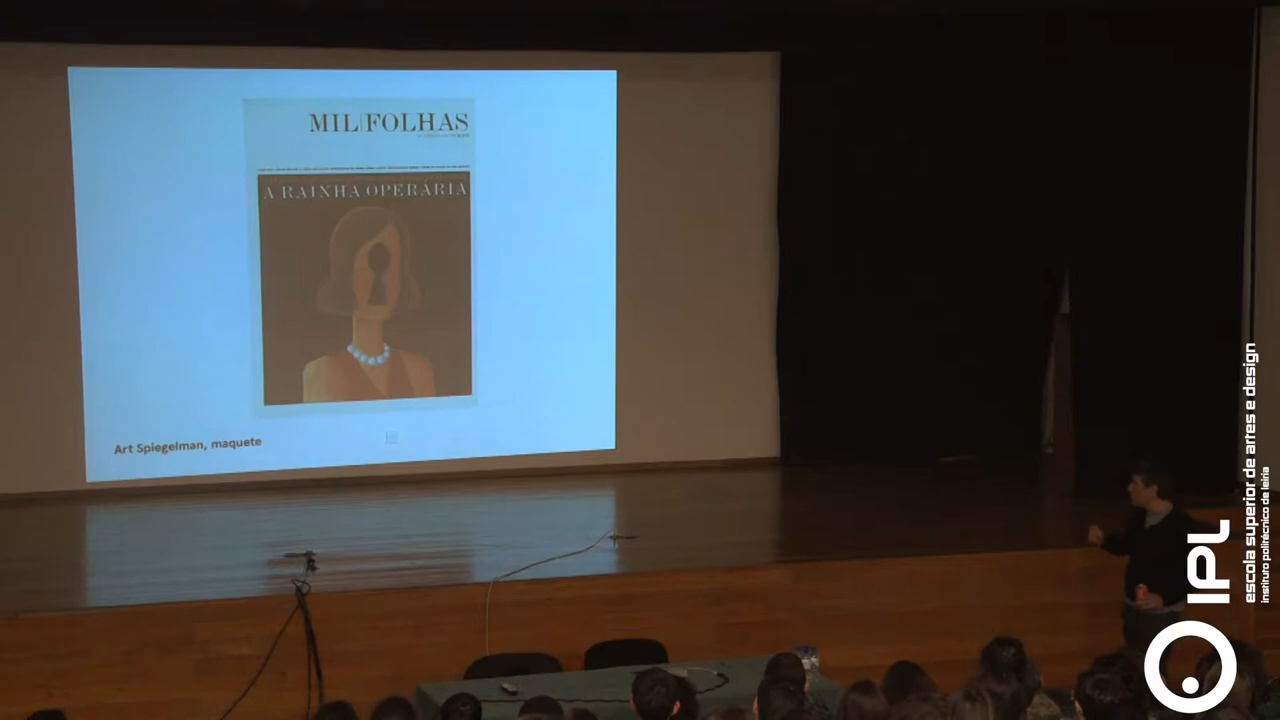 MIL|FOLHAS
A RAINHA OPERÁRIA
Art Spiegelman, maquete
IPL
escola superior de artes e design
instituto politécnico de leiria